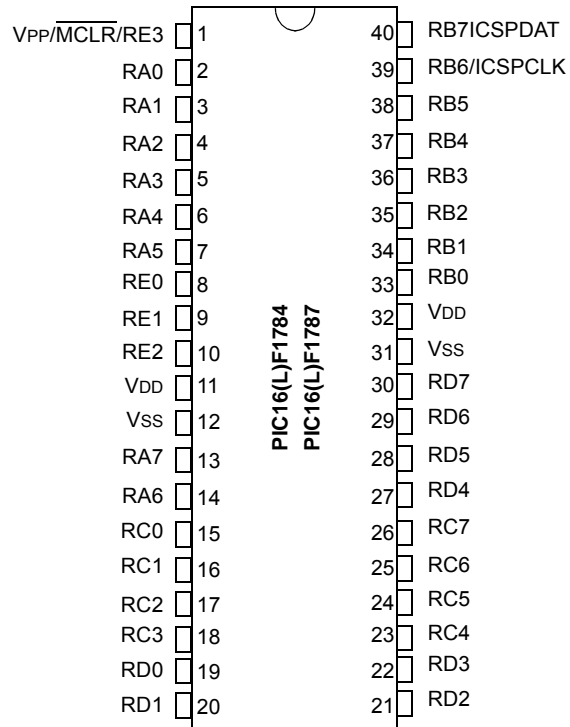 VPP/MCLR/RE3 1 40 RB7ICSPDAT
RA0 2 39 RB6/ICSPCLK
RA1 3 38 RB5
RA2 4 37 RB4
RA3 5 36 RB3
RA4 6 35 RB2
RA5 7 34 RB1
RE0 8 33 RB0
RE1 9 32 VDD
RE2 10 31 VSS
VDD 11 30 RD7
VSS 12 29 RD6
RA7 13 28 RD5
RA6 14 27 RD4
RC0 15 26 RC7
RC1 16 25 RC6
RC2 17 24 RC5
RC3 18 23 RC4
RD0 19 22 RD3
RD1 20 21 RD2
PIC16(L)F1784
PIC16(L)F1787